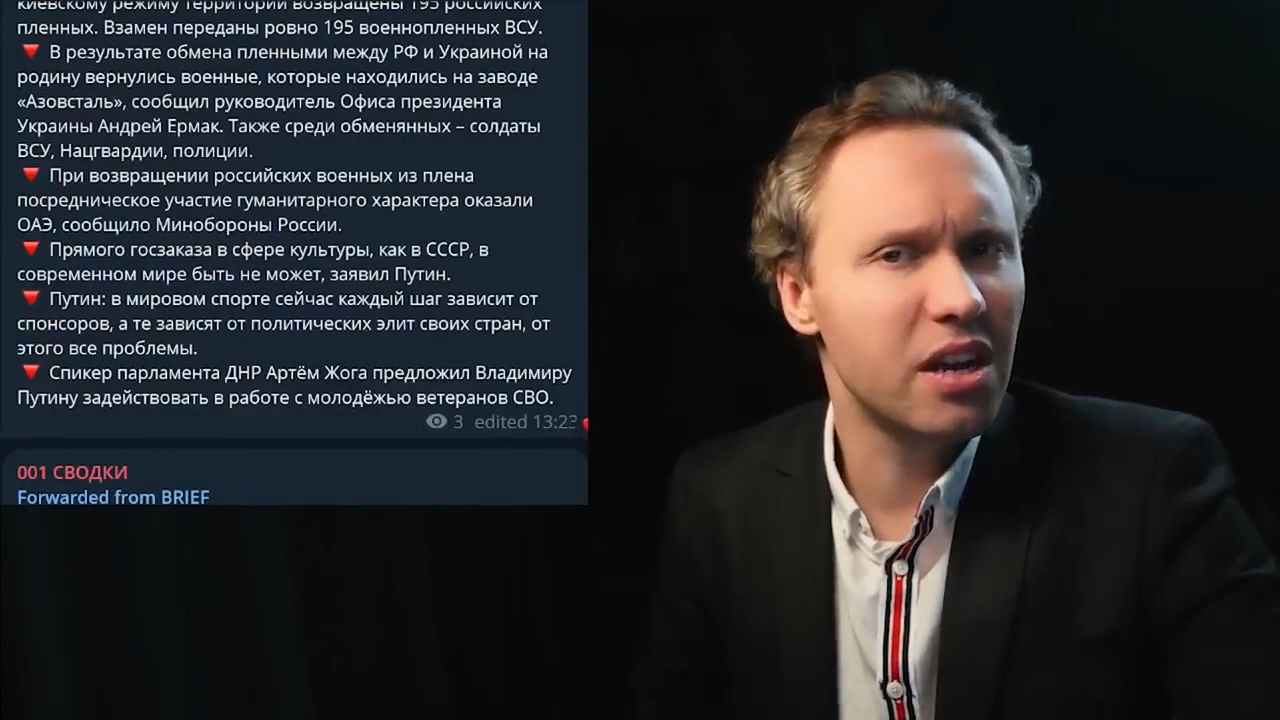 киевскому режиму территории возвращены 195 российских
пленных. Взамен переданы ровно 195 военнопленных ВСУ.
В результате обмена пленными между РФ и Украиной на
родину вернулись военные, которые находились на заводе
«Азовсталь», сообщил руководитель Офиса президента
Украины Андрей Ермак. Также среди обменянных – солдаты
ВСУ, Нацгвардии, полиции.
При возвращении российских военных из плена
посредническое участие гуманитарного характера оказали
ОАЭ, сообщило Минобороны России.
Прямого госзаказа в сфере культуры, как в СССР, в
современном мире быть не может, заявил Путин.
Путин: в мировом спорте сейчас каждый шаг зависит от
спонсоров, а те зависят от политических элит своих стран, от
этого все проблемы.
Спикер парламента ДНР Артём Жога предложил Владимиру
Путину задействовать в работе с молодёжью ветеранов СВО.
3 edited 13:23
001 СВОДКИ
Forwarded from BRIEF